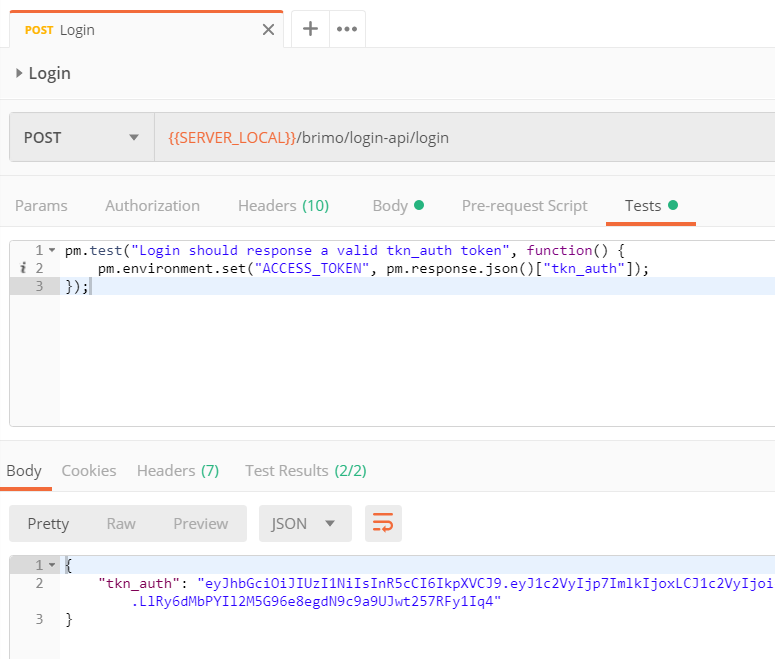 POST Login
Login
POST {{SERVER_LOCAL}}/brimo/login-api/login
Params Authorization Headers (10) Body Pre-request Script Tests
1 pm.test("Login should response a valid tkn_auth token", function() {
i 2 pm.environment.set("ACCESS_TOKEN", pm.response.json()["tkn_auth"]);
3 });
Body Cookies Headers (7) Test Results (2/2)
Pretty Raw Preview JSON
1 {
2 "tkn_auth": "eyJhbGciOiJIUzI1NiIsInR5cCI6IkpXVCJ9.eyJ1c2VyIjp7ImlkIjoxLCJ1c2VyIjoi
.LlRy6dMbPYIl2M5G96e8egdN9c9a9UJwt257RFy1Iq4"
3 }